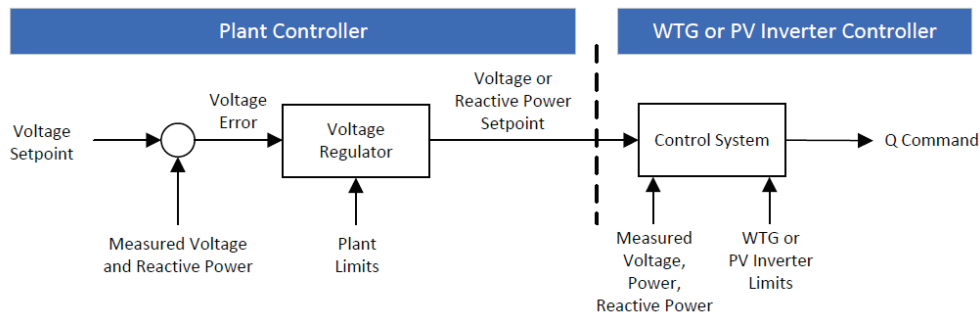 Plant Controller
WTG or PV Inverter Controller
Voltage
Setpoint
Voltage
Error
Voltage
Regulator
Voltage or
Reactive Power
Setpoint
Control System
Q Command
Measured Voltage
and Reactive Power
Plant
Limits
Measured
Voltage,
Power,
Reactive Power
WTG or
PV Inverter
Limits